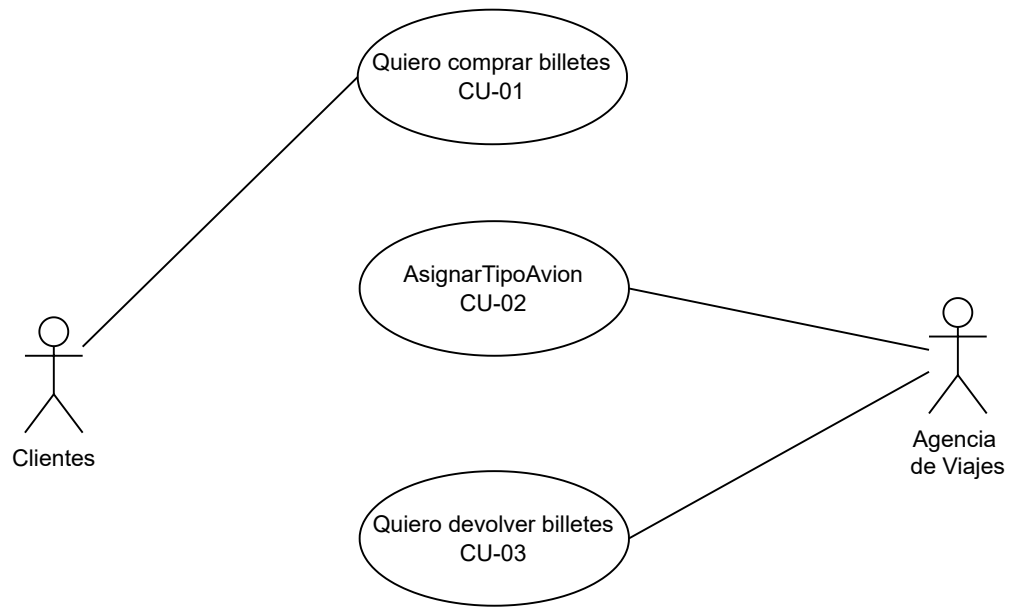 Quiero comprar billetes
CU-01
AsignarTipoAvion
CU-02
Clientes
Agencia
de Viajes
Quiero devolver billetes
CU-03